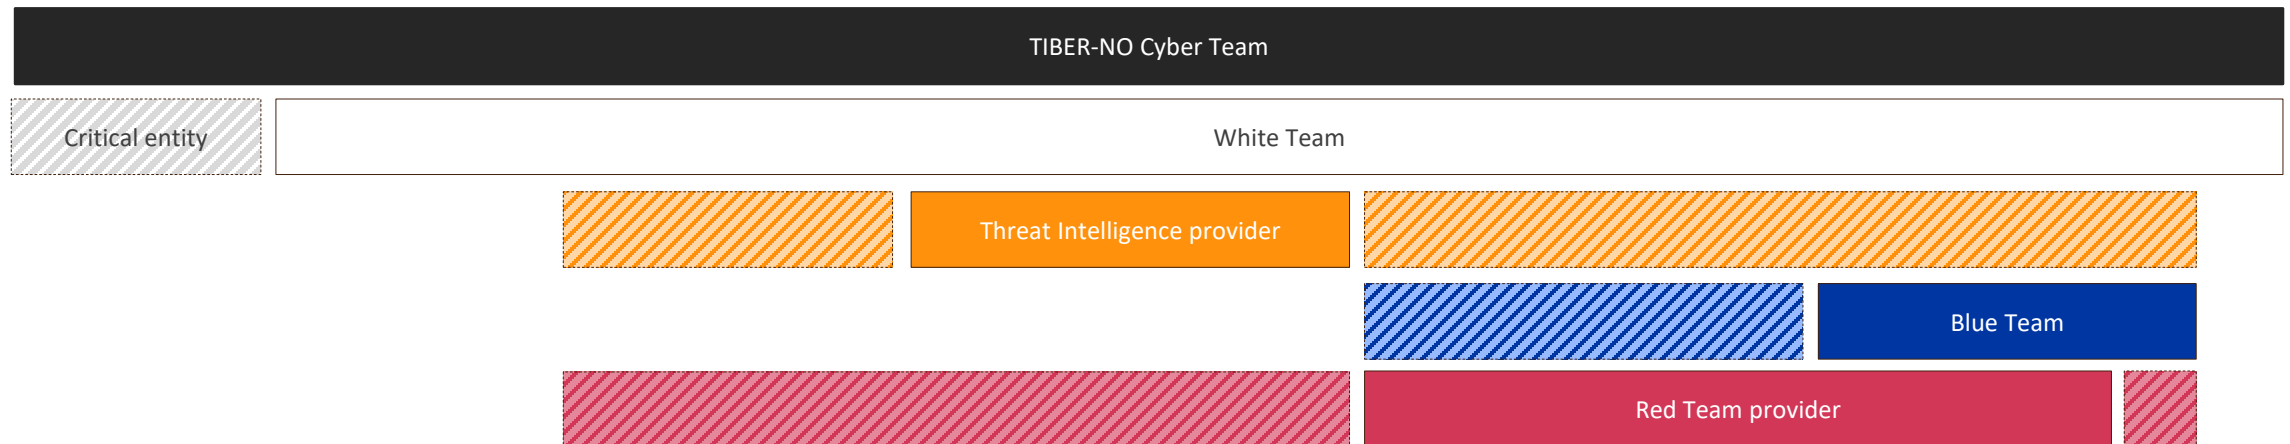 TIBER-NO Cyber Team
Critical entity
White Team
Threat Intelligence provider
Blue Team
Red Team provider